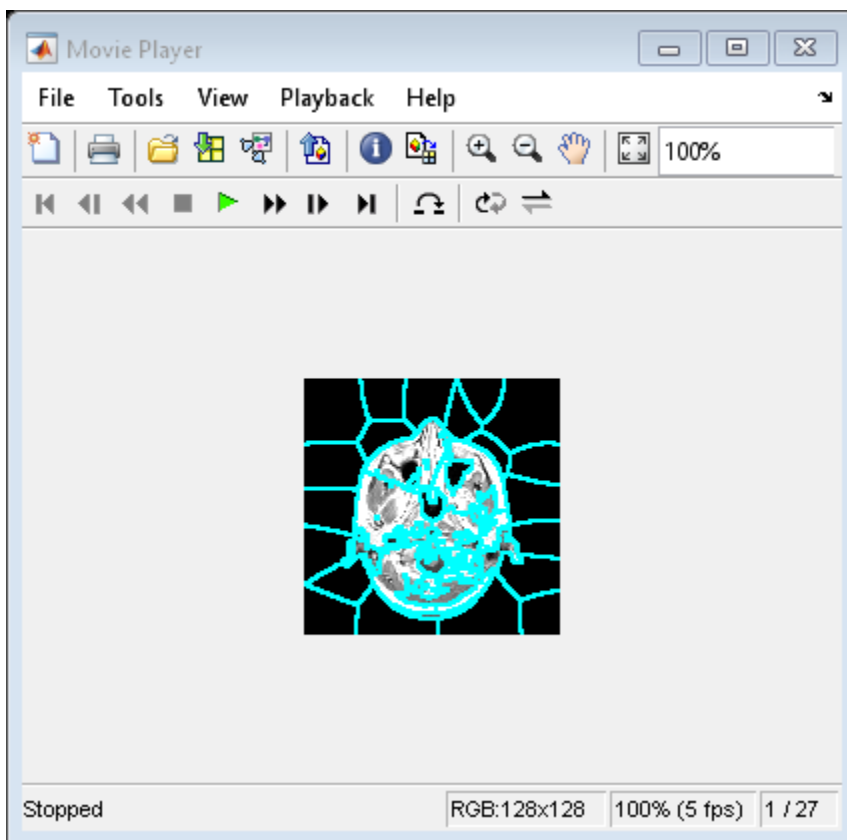 Movie Player
File Tools View Playback Help
100%
Stopped RGB:128x128 100% (5 fps) 1 / 27